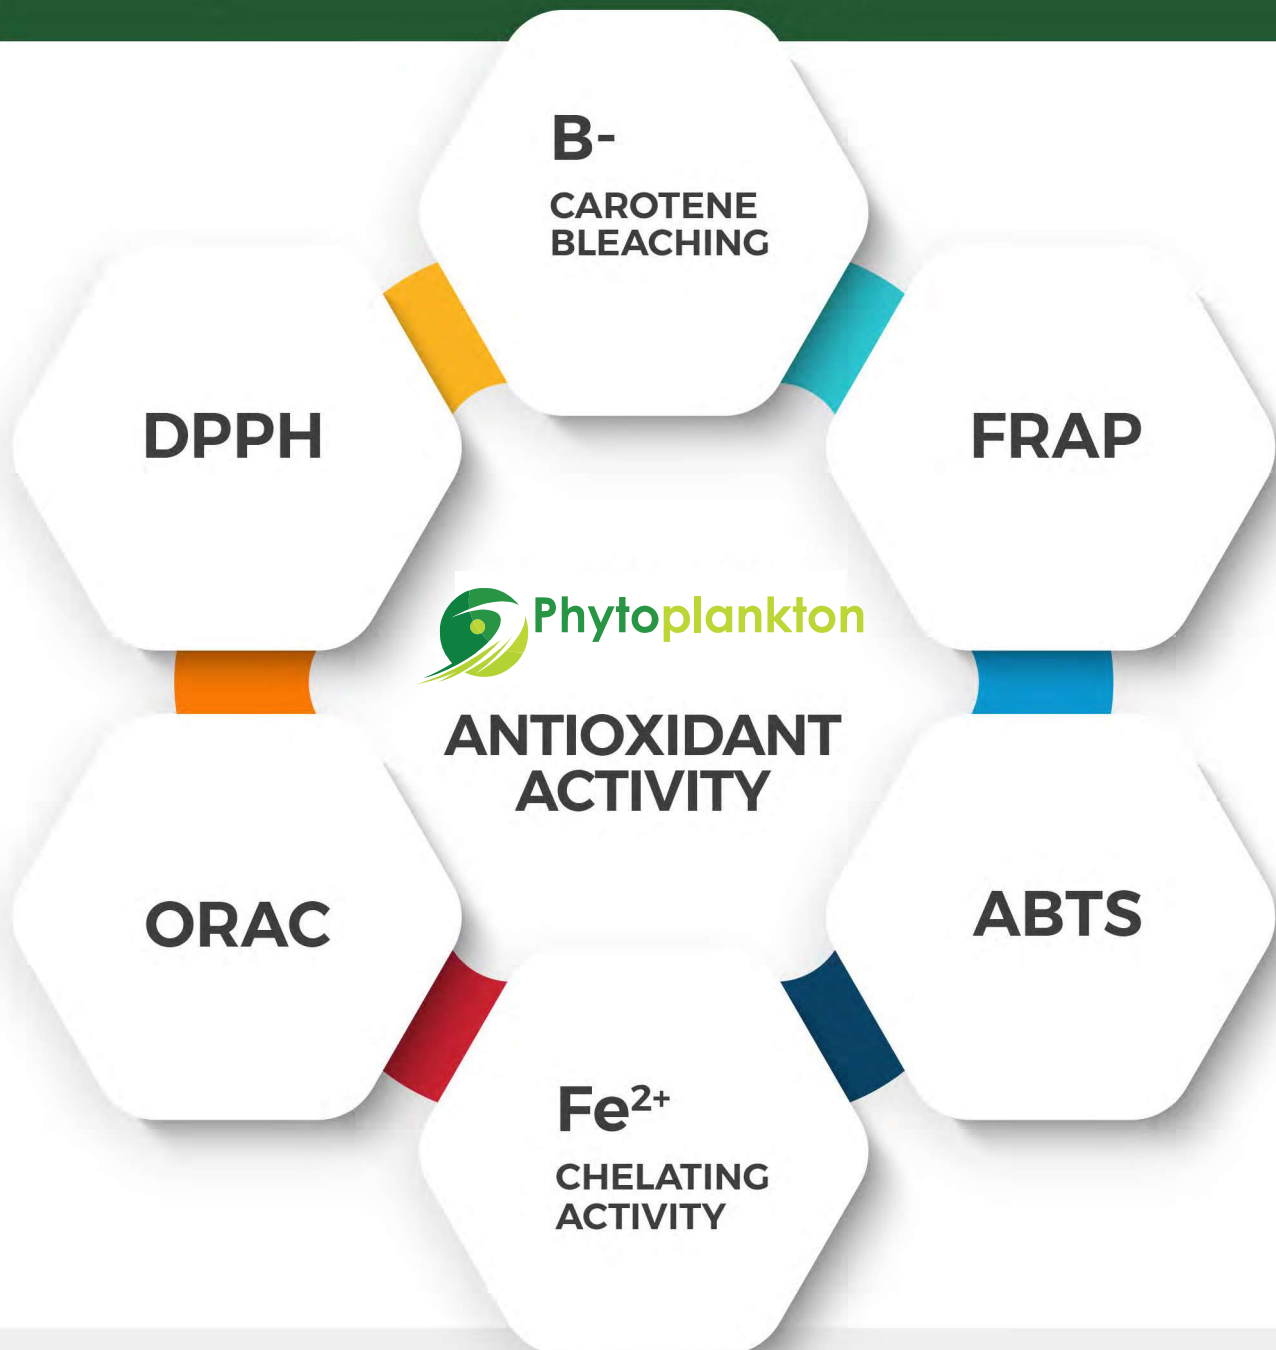 B-
CAROTENE
BLEACHING
DPPH
FRAP
Phytoplankton
ANTIOXIDANT
ACTIVITY
ORAC
ABTS
Fe²⁺
CHELATING
ACTIVITY